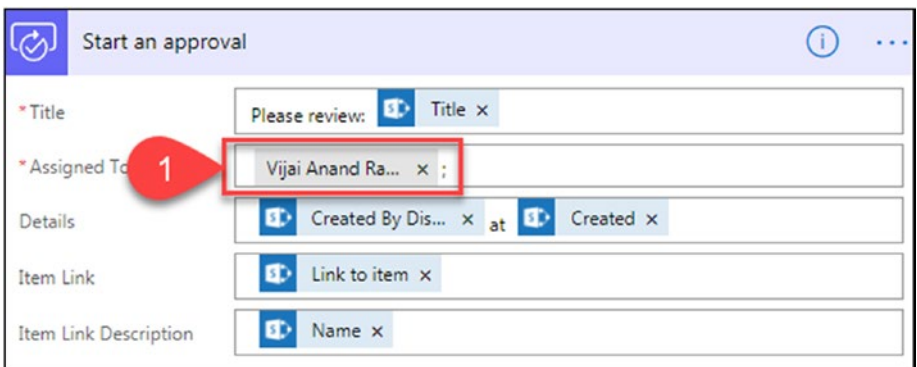 Start an approval
* Title
Please review: Title ×
* Assigned To
1
Vijai Anand Ra... × ;
Details
Created By Dis... × at Created ×
Item Link
Link to item ×
Item Link Description
Name ×